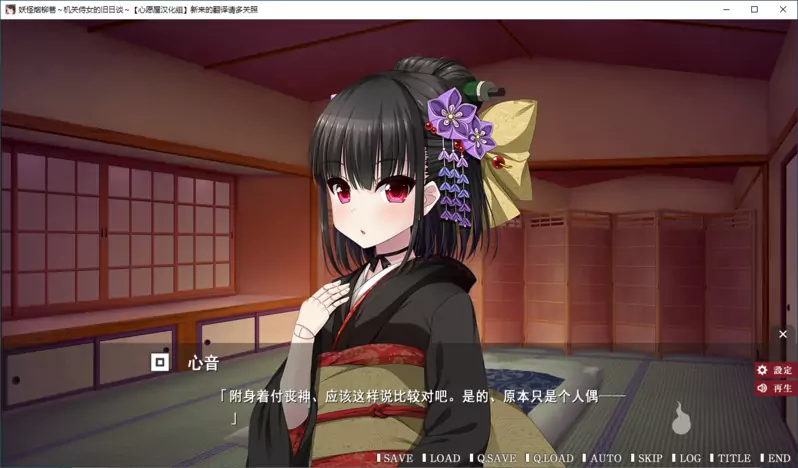 妖怪烟柳巷～机关侍女的旧日谈～【心愿屋汉化组】新来的翻译请多关照
心音
「附身着付丧神、应该这样说比较对吧。是的、原本只是个人偶──
」
設定
再生
SAVE LOAD Q.SAVE Q.LOAD AUTO SKIP LOG TITLE END